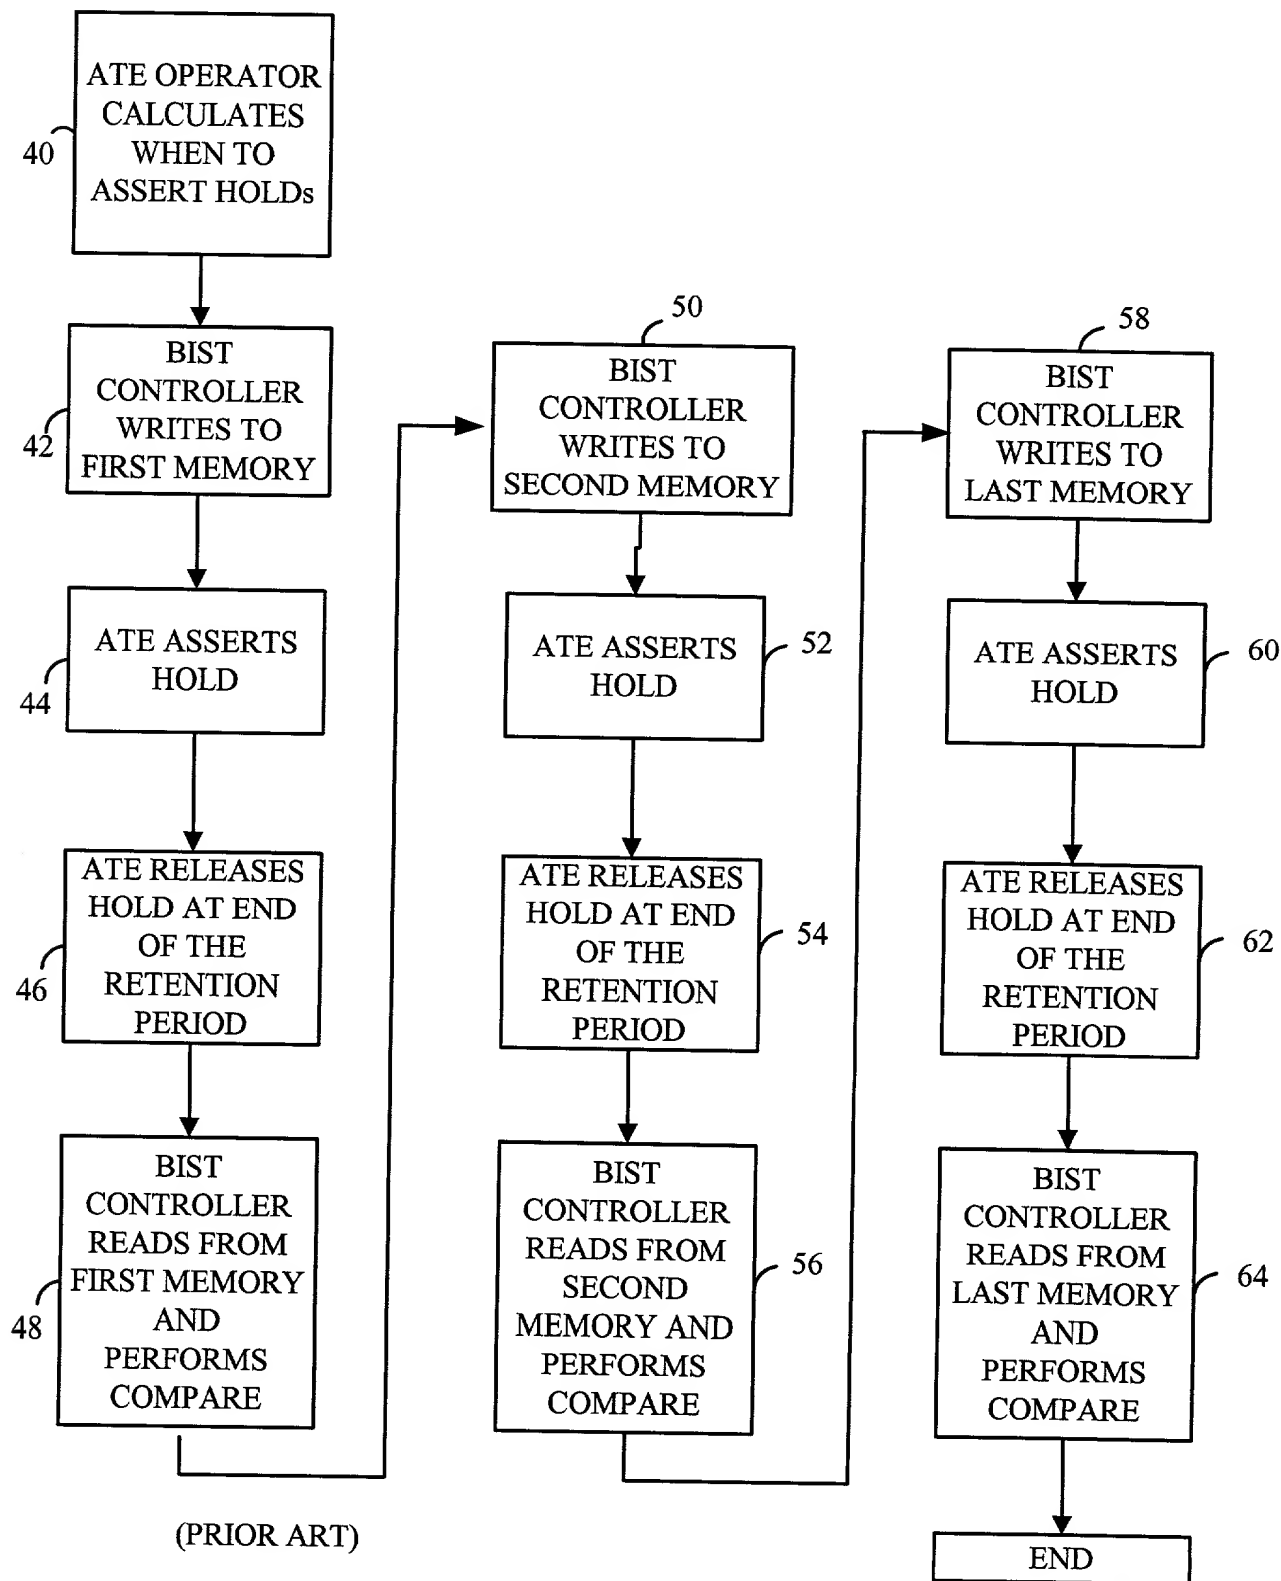 ATE OPERATOR
CALCULATES
WHEN TO
ASSERT HOLDs
40
BIST
CONTROLLER
WRITES TO
FIRST MEMORY
42
ATE ASSERTS
HOLD
44
ATE RELEASES
HOLD AT END
OF THE
RETENTION
PERIOD
46
BIST
CONTROLLER
READS FROM
FIRST MEMORY
AND
PERFORMS
COMPARE
48
50
BIST
CONTROLLER
WRITES TO
SECOND MEMORY
ATE ASSERTS
HOLD
52
ATE RELEASES
HOLD AT END
OF THE
RETENTION
PERIOD
54
BIST
CONTROLLER
READS FROM
SECOND
MEMORY AND
PERFORMS
COMPARE
56
58
BIST
CONTROLLER
WRITES TO
LAST MEMORY
ATE ASSERTS
HOLD
60
ATE RELEASES
HOLD AT END
OF THE
RETENTION
PERIOD
62
BIST
CONTROLLER
READS FROM
LAST MEMORY
AND
PERFORMS
COMPARE
64
END
(PRIOR ART)